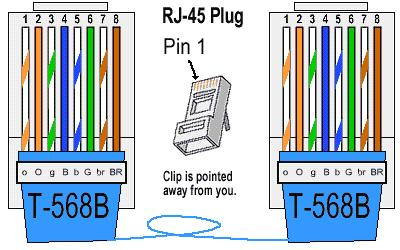 1 2 3 4 5 6 7 8
RJ-45 Plug
Pin 1
Clip is pointed
away from you.
o O g B b G br BR
T-568B
1 2 3 4 5 6 7 8
o O g B b G br BR
T-568B